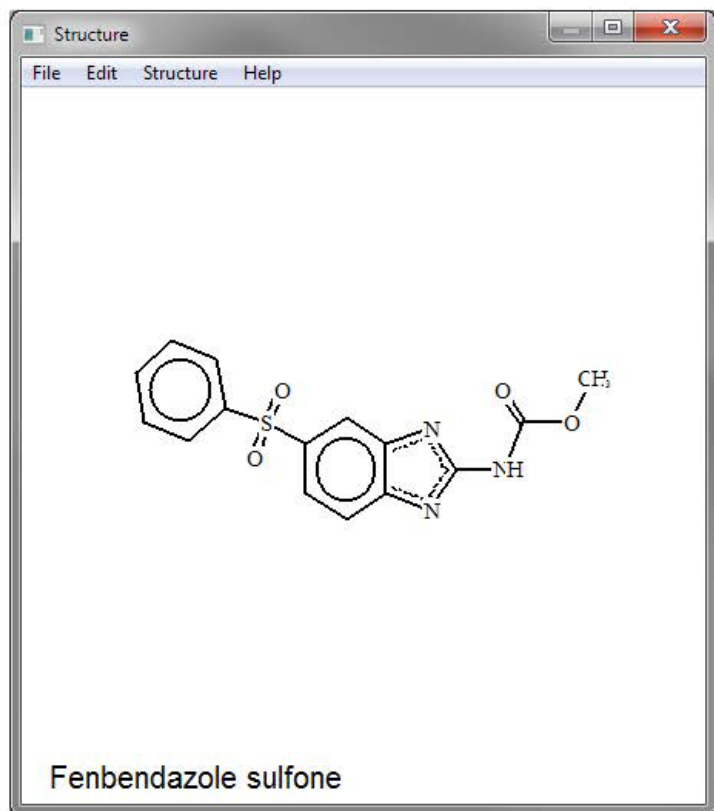 Structure
File Edit Structure Help
O
CH₃
O
O
S
N
O
O
NH
N
Fenbendazole sulfone